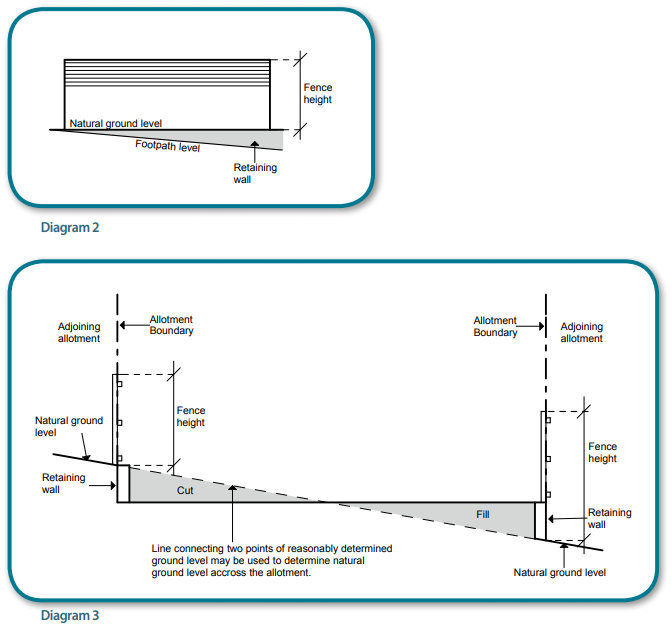 Fence
height
Natural ground level
Footpath level
Retaining
wall
Diagram 2
Adjoining
allotment
Allotment
Boundary
Allotment
Boundary
Adjoining
allotment
Fence
height
Natural ground
level
Fence
height
Retaining
wall
Cut
Fill
Retaining
wall
Line connecting two points of reasonably determined
ground level may be used to determine natural
ground level accross the allotment.
Natural ground level
Diagram 3